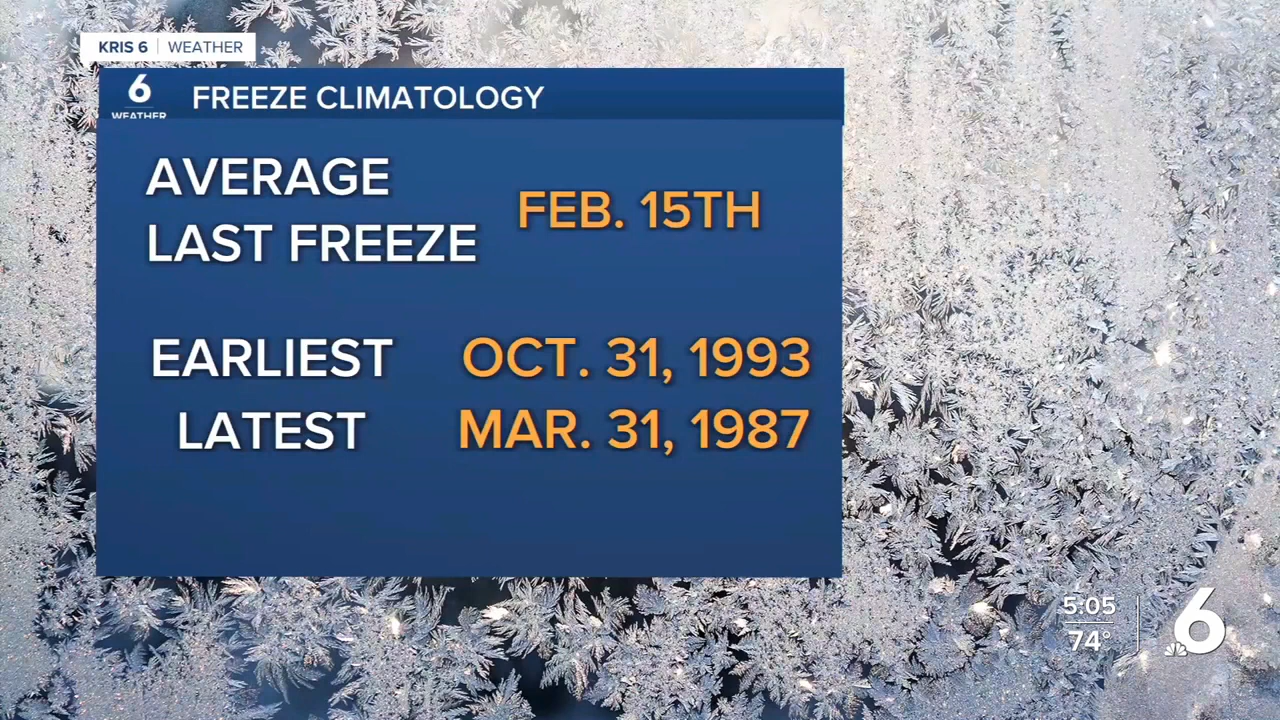 KRIS 6 | WEATHER
6
WEATHER
FREEZE CLIMATOLOGY
AVERAGE
LAST FREEZE
FEB. 15TH
EARLIEST OCT. 31, 1993
LATEST MAR. 31, 1987
5:05
74°
6